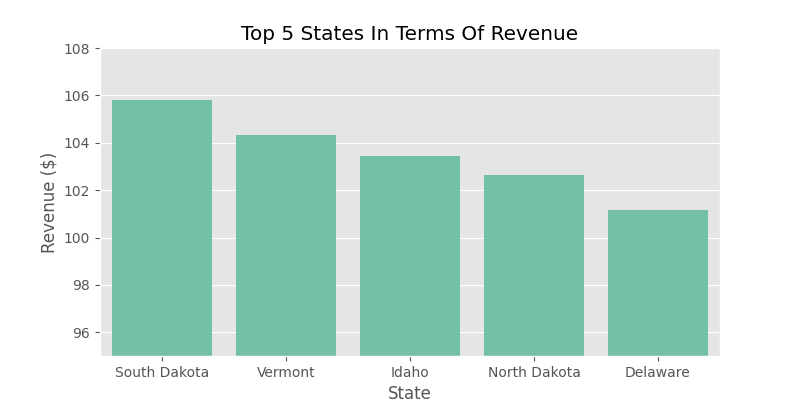 Top 5 States In Terms Of Revenue
108
106
104
102
100
98
96
Revenue ($)
South Dakota
Vermont
Idaho
North Dakota
Delaware
State